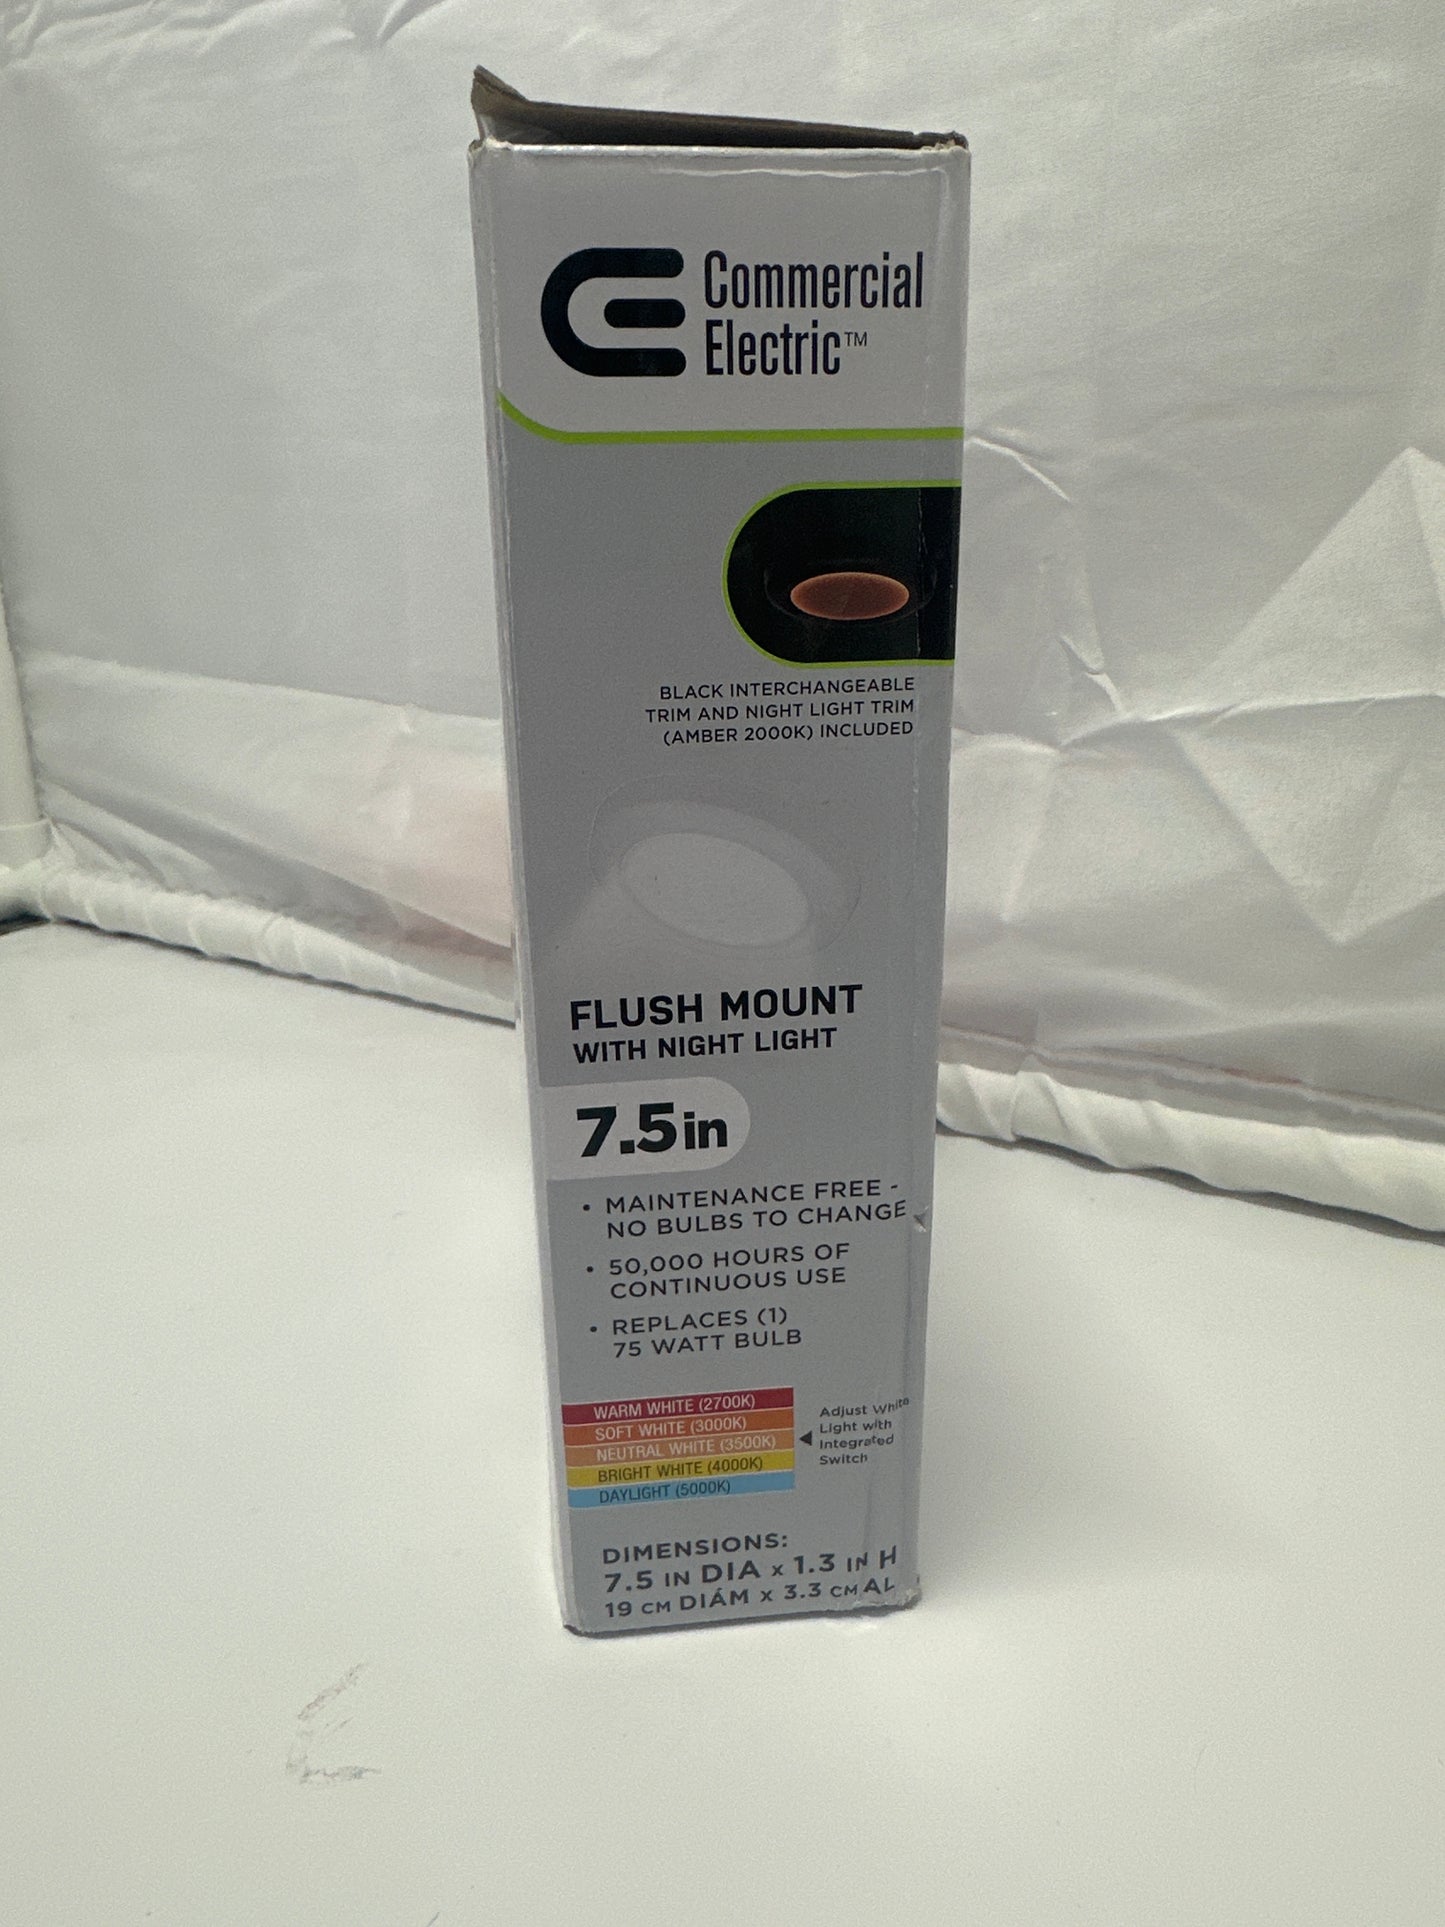 Commercial
Electric™
BLACK INTERCHANGEABLE
TRIM AND NIGHT LIGHT TRIM
(AMBER 2000K) INCLUDED
FLUSH MOUNT
WITH NIGHT LIGHT
7.5in
• MAINTENANCE FREE -
NO BULBS TO CHANGE
• 50,000 HOURS OF
CONTINUOUS USE
• REPLACES (1)
75 WATT BULB
WARM WHITE (2700K)
SOFT WHITE (3000K)
NEUTRAL WHITE (3500K)
BRIGHT WHITE (4000K)
DAYLIGHT (5000K)
Adjust White
Light with
Integrated
Switch
DIMENSIONS:
7.5 IN DIA x 1.3 IN H
19 CM DIÁM x 3.3 CM AL